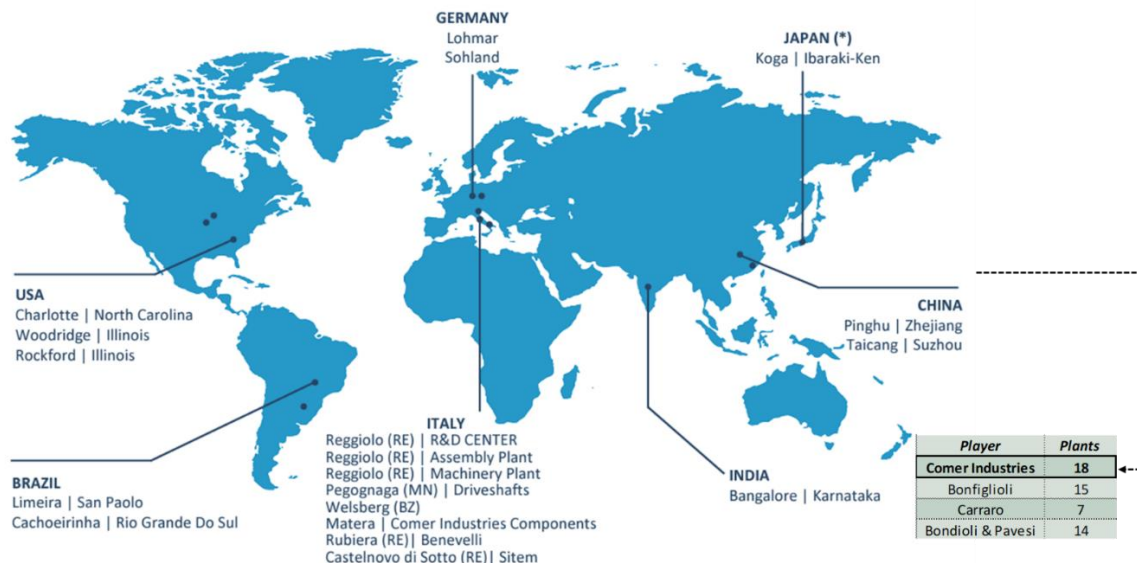 GERMANY
Lohmar
Sohland
JAPAN (*)
Koga | Ibaraki-Ken
USA
Charlotte | North Carolina
Woodridge | Illinois
Rockford | Illinois
CHINA
Pinghu | Zhejiang
Taicang | Suzhou
BRAZIL
Limeira | San Paolo
Cachoeirinha | Rio Grande Do Sul
ITALY
Reggiolo (RE) | R&D CENTER
Reggiolo (RE) | Assembly Plant
Reggiolo (RE) | Machinery Plant
Pegognaga (MN) | Driveshafts
Welsberg (BZ)
Matera | Comer Industries Components
Rubiera (RE)| Benevelli
Castelnovo di Sotto (RE)| Sitem
INDIA
Bangalore | Karnataka
Player Plants
Comer Industries 18
Bonfiglioli 15
Carraro 7
Bondioli & Pavesi 14